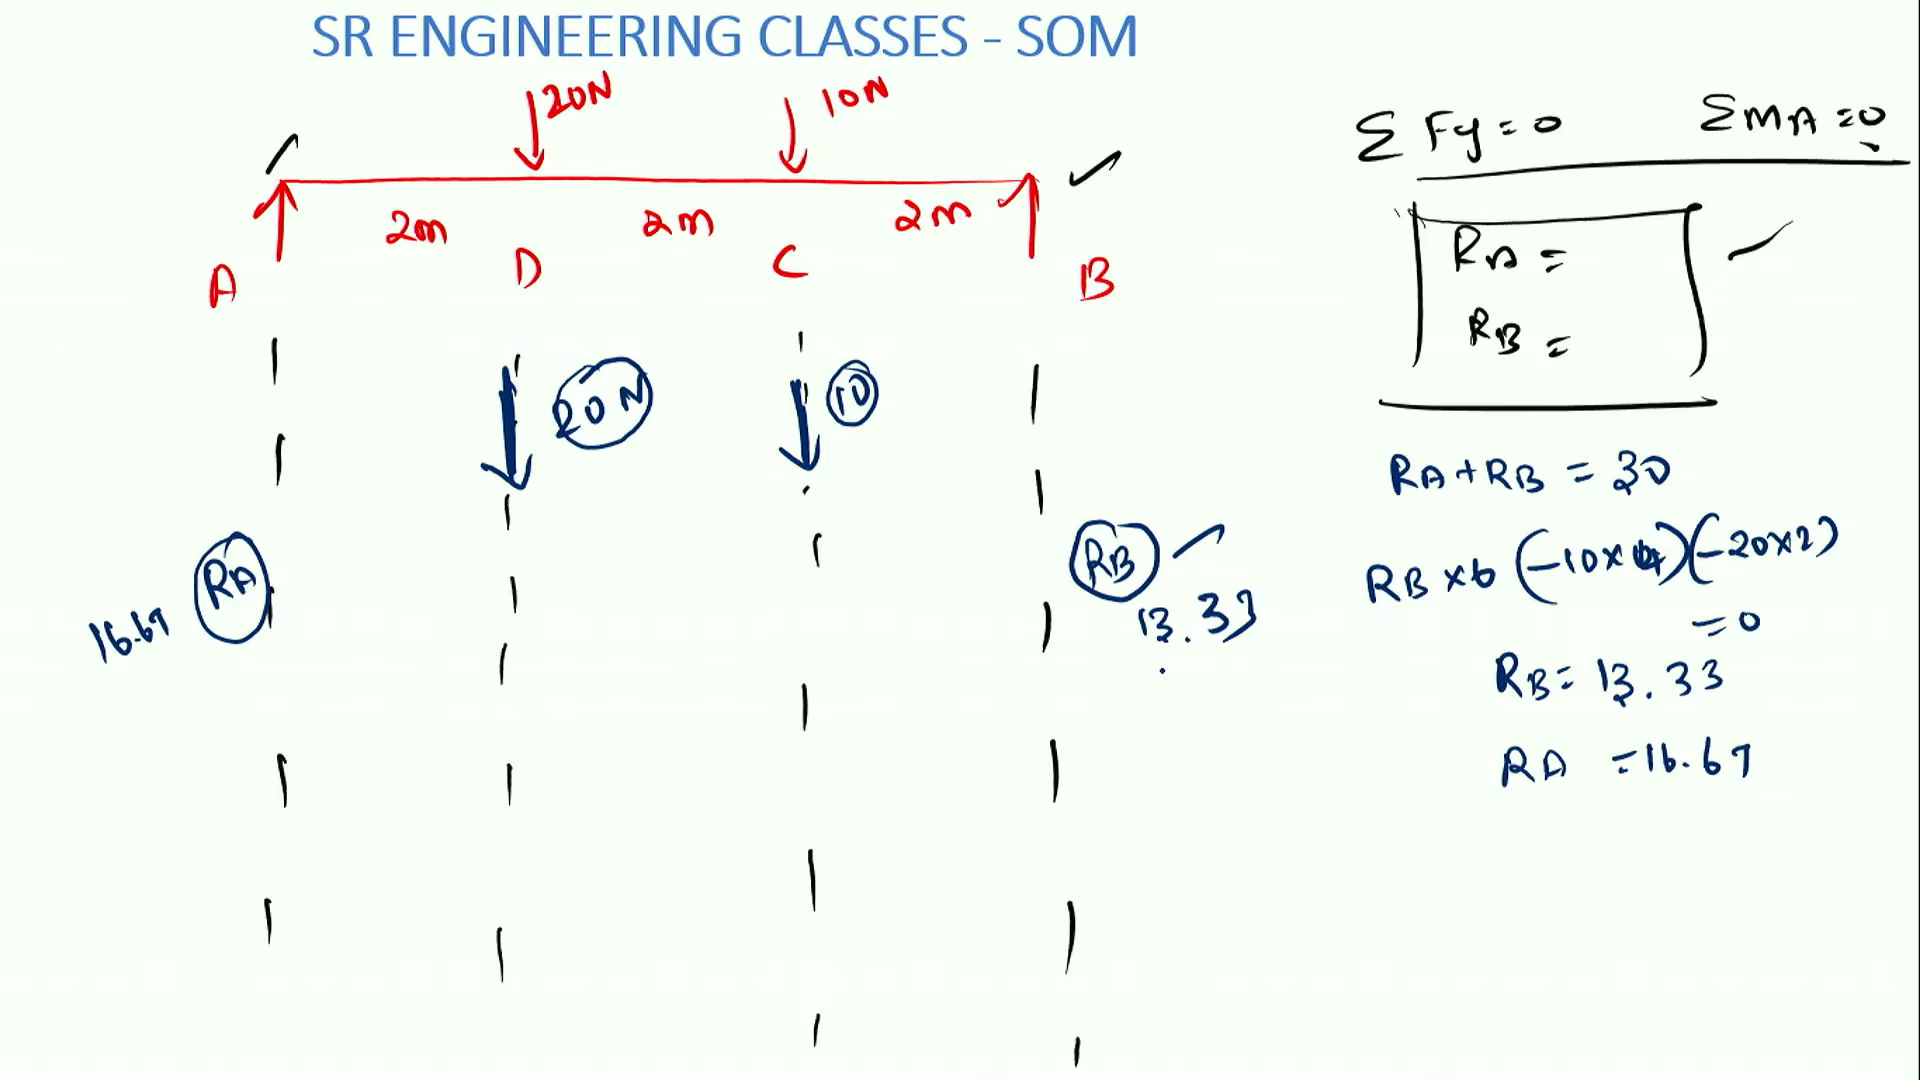 SR ENGINEERING CLASSES - SOM
20N 10N
2m 2m 2m
A D C B
20N 10
RA RB
16.67 13.33
ΣFy=0 ΣMA=0
RA =
RB =
RA+RB = 30
RB×6 (-10×4)(-20×2)
=0
RB= 13.33
RA =16.67